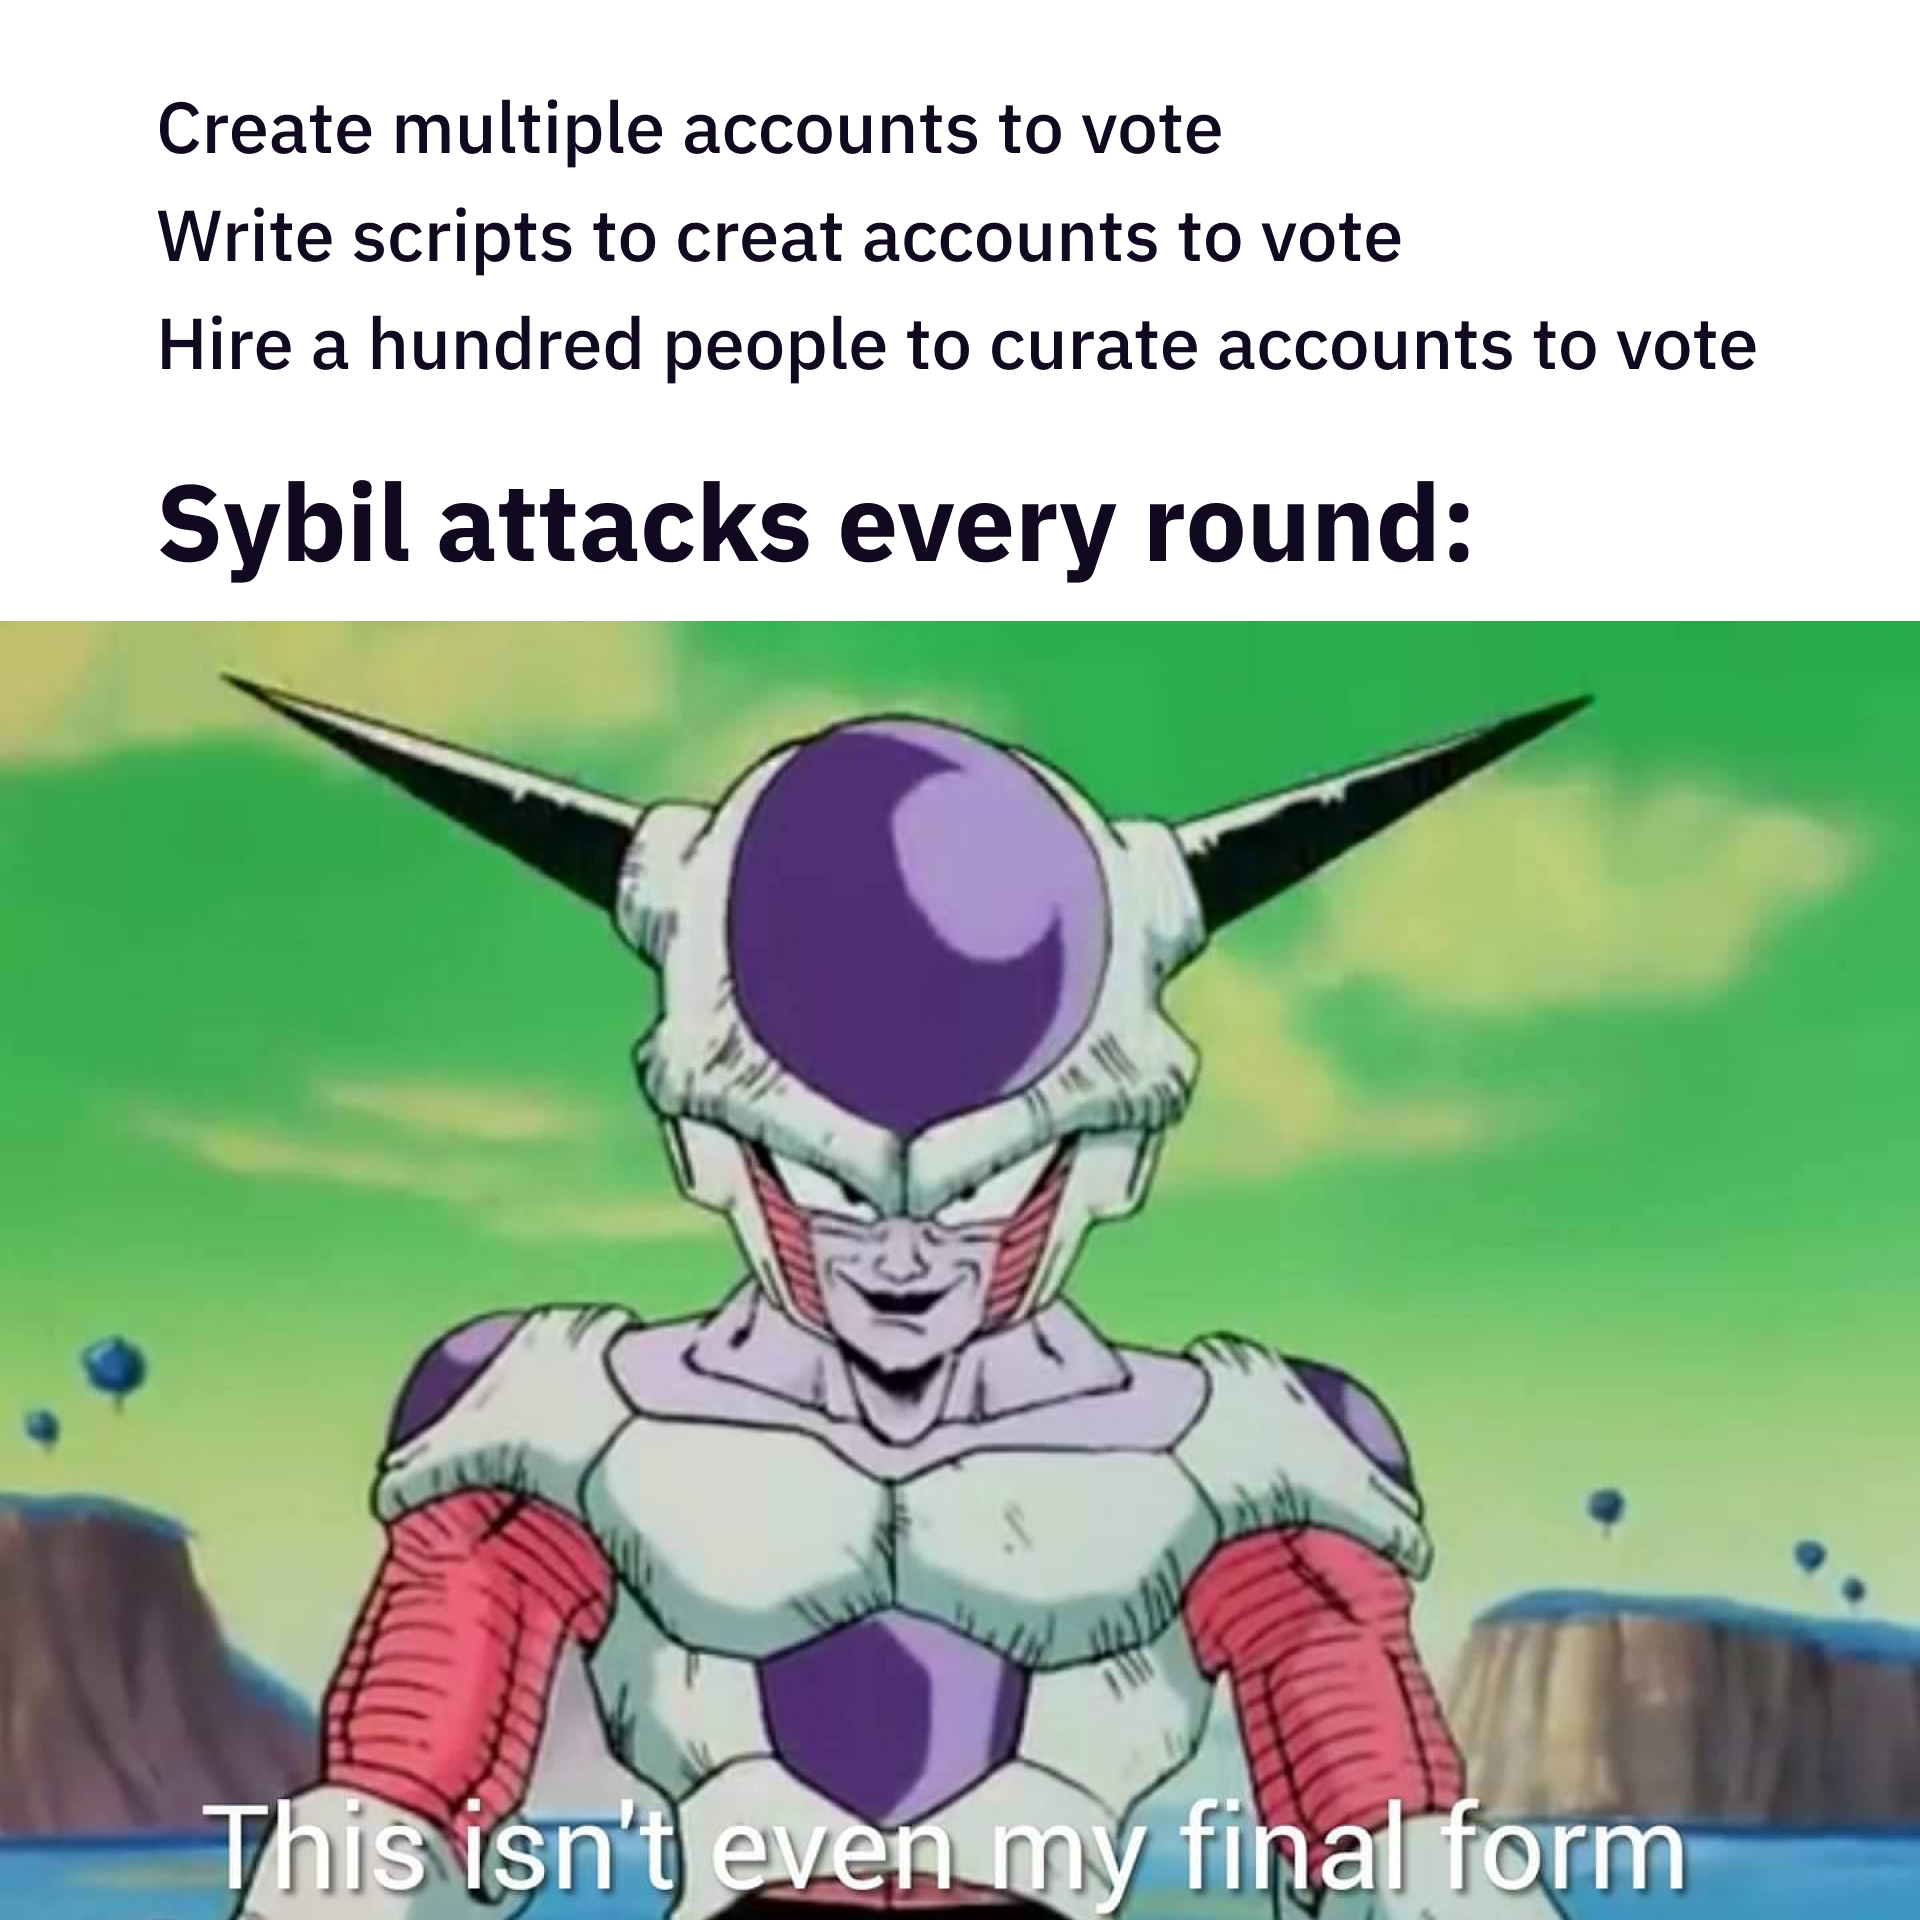 Create multiple accounts to vote
Write scripts to creat accounts to vote
Hire a hundred people to curate accounts to vote
Sybil attacks every round:
This isn't even my final form